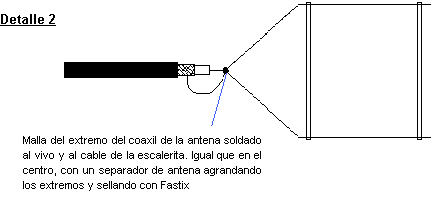 Detalle 2
Malla del extremo del coaxil de la antena soldado
al vivo y al cable de la escalerita. Igual que en el
centro, con un separador de antena agrandando
los extremos y sellando con Fastix